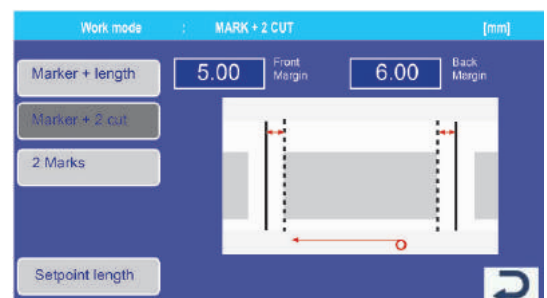 Work mode : MARK + 2 CUT [mm]
Marker + length
5.00 Front Margin
6.00 Back Margin
Marker + 2 cut
2 Marks
Setpoint length